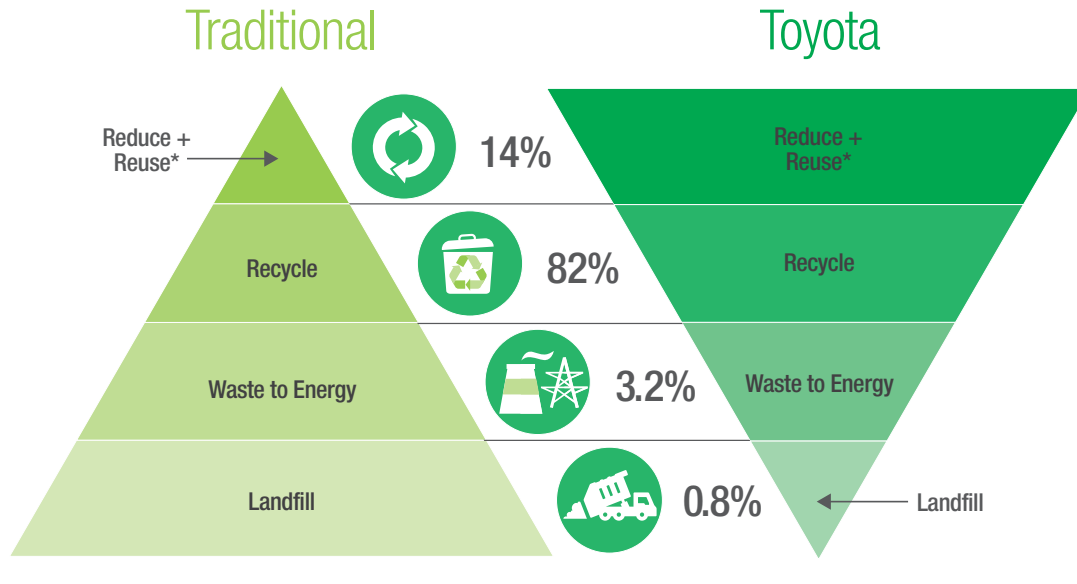 Traditional
Toyota
Reduce +
Reuse*
14%
Reduce +
Reuse*
Recycle
82%
Recycle
Waste to Energy
3.2%
Waste to Energy
Landfill
0.8%
Landfill